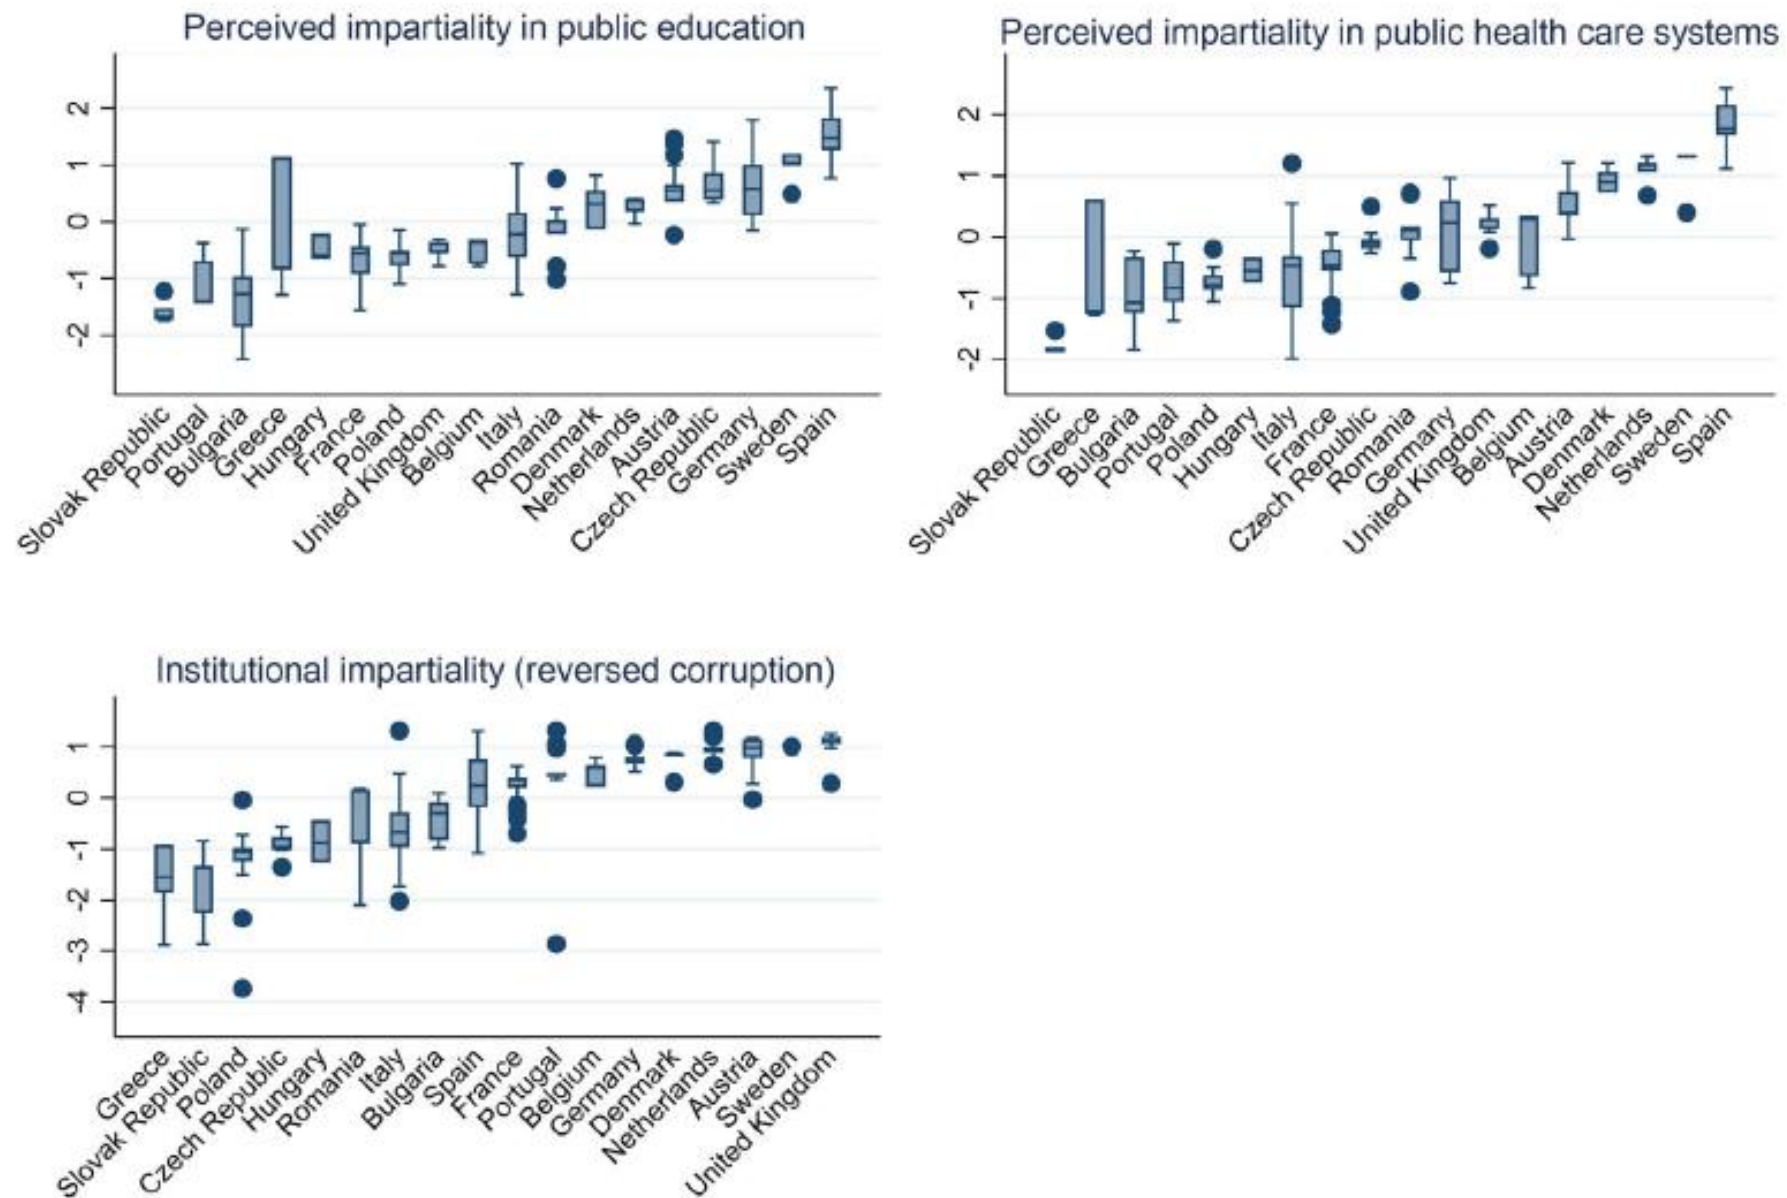 Perceived impartiality in public education
2
1
0
-1
-2
Slovak Republic
Portugal
Bulgaria
Greece
Hungary
France
Poland
United Kingdom
Belgium
Italy
Romania
Denmark
Netherlands
Austria
Czech Republic
Germany
Sweden
Spain
Perceived impartiality in public health care systems
2
1
0
-1
-2
Slovak Republic
Greece
Bulgaria
Portugal
Poland
Hungary
Italy
France
Czech Republic
Romania
Germany
United Kingdom
Belgium
Austria
Denmark
Netherlands
Sweden
Spain
Institutional impartiality (reversed corruption)
1
0
-1
-2
-3
-4
Greece
Slovak Republic
Poland
Czech Republic
Hungary
Romania
Italy
Bulgaria
Spain
France
Portugal
Belgium
Germany
Denmark
Netherlands
Austria
Sweden
United Kingdom